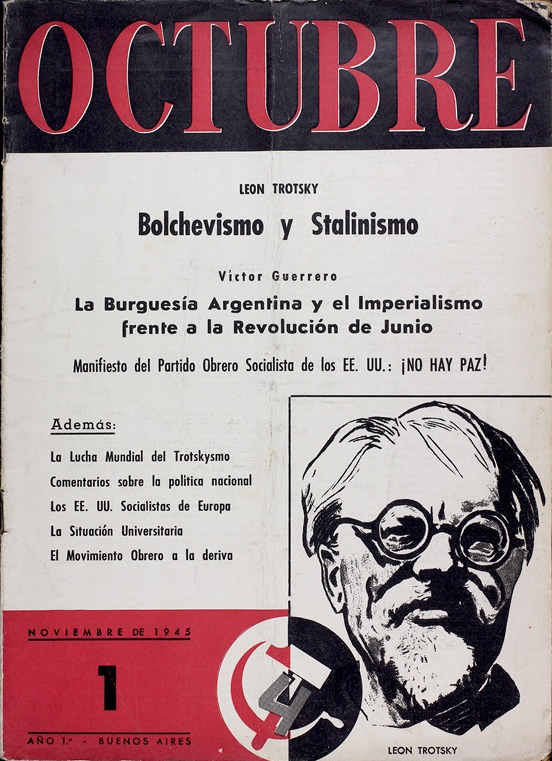 OCTUBRE
LEON TROTSKY
Bolchevismo y Stalinismo
Víctor Guerrero
La Burguesía Argentina y el Imperialismo
frente a la Revolución de Junio
Manifiesto del Partido Obrero Socialista de los EE. UU.: ¡NO HAY PAZ!
Además:
La Lucha Mundial del Trotskysmo
Comentarios sobre la política nacional
Los EE. UU. Socialistas de Europa
La Situación Universitaria
El Movimiento Obrero a la deriva
NOVIEMBRE DE 1945
1
AÑO 1.º - BUENOS AIRES
4
LEON TROTSKY